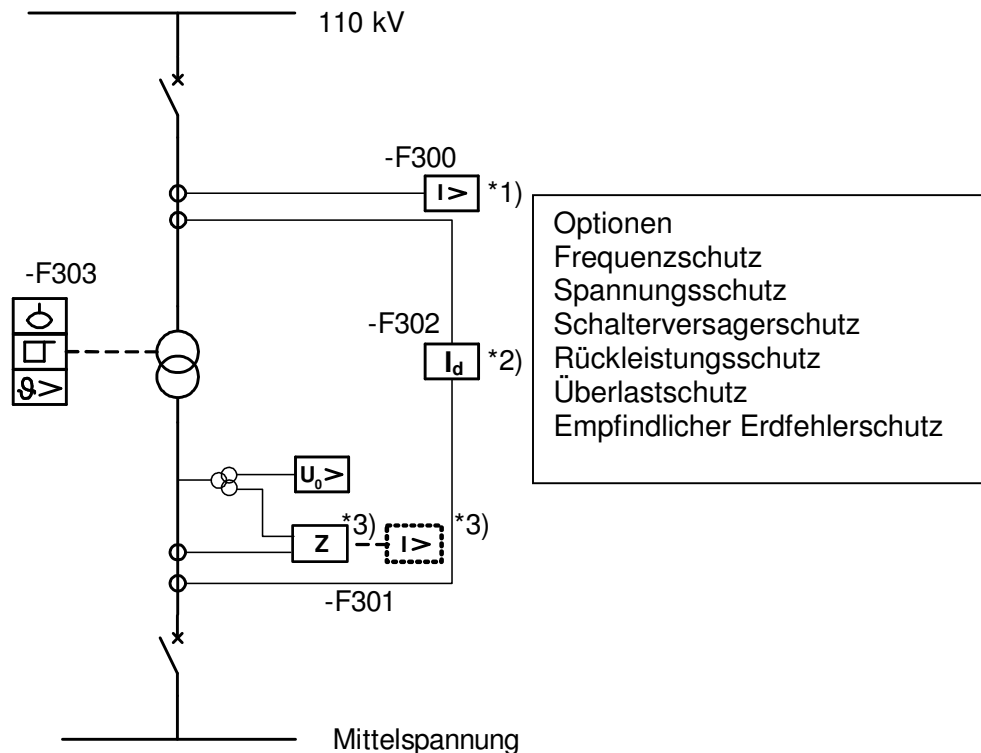 110 kV
-F300
I>
*1)
Optionen
Frequenzschutz
Spannungsschutz
Schalterversagerschutz
Rückleistungsschutz
Überlastschutz
Empfindlicher Erdfehlerschutz
-F303
ϑ>
-F302
Id
*2)
U0>
Z
*3)
I>
*3)
-F301
Mittelspannung